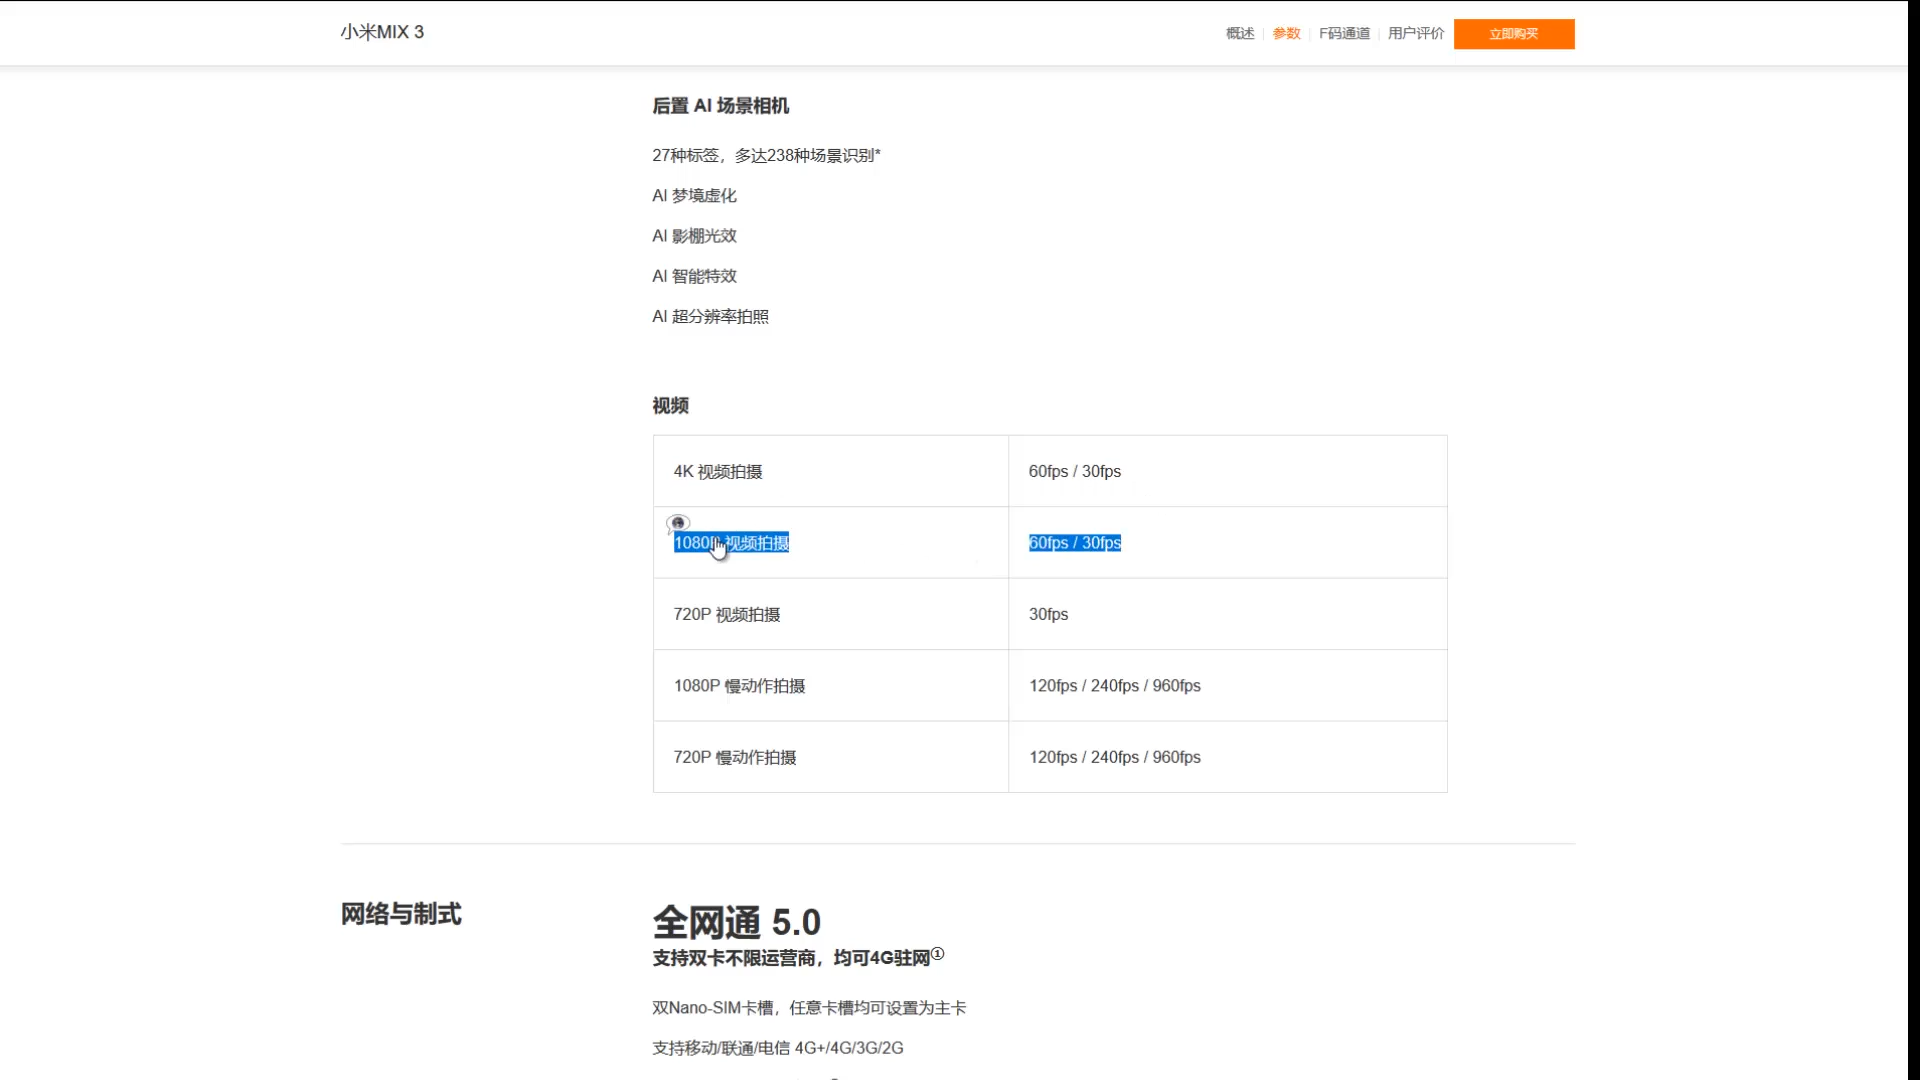 小米MIX 3
概述 参数 F码通道 用户评价 立即购买
后置 AI 场景相机
27种标签，多达238种场景识别*
AI 梦境虚化
AI 影棚光效
AI 智能特效
AI 超分辨率拍照
视频
4K 视频拍摄 60fps / 30fps
1080P 视频拍摄 60fps / 30fps
720P 视频拍摄 30fps
1080P 慢动作拍摄 120fps / 240fps / 960fps
720P 慢动作拍摄 120fps / 240fps / 960fps
网络与制式
全网通 5.0
支持双卡不限运营商，均可4G驻网①
双Nano-SIM卡槽，任意卡槽均可设置为主卡
支持移动/联通/电信 4G+/4G/3G/2G